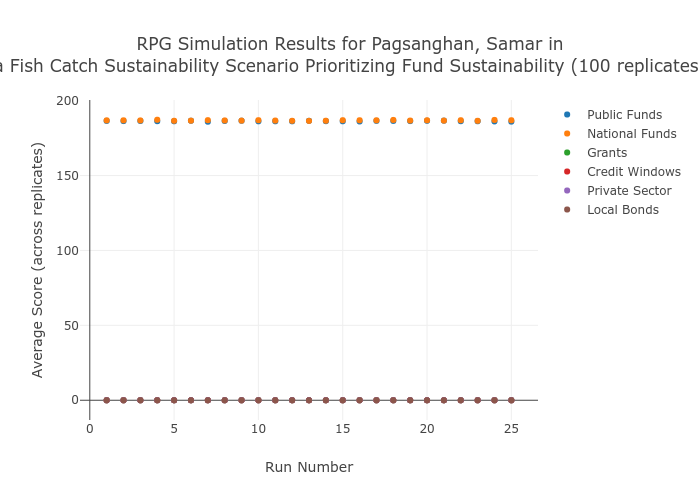 RPG Simulation Results for Pagsanghan, Samar in
a Fish Catch Sustainability Scenario Prioritizing Fund Sustainability (100 replicates
200
150
100
50
0
0 5 10 15 20 25
Average Score (across replicates)
Run Number
Public Funds
National Funds
Grants
Credit Windows
Private Sector
Local Bonds